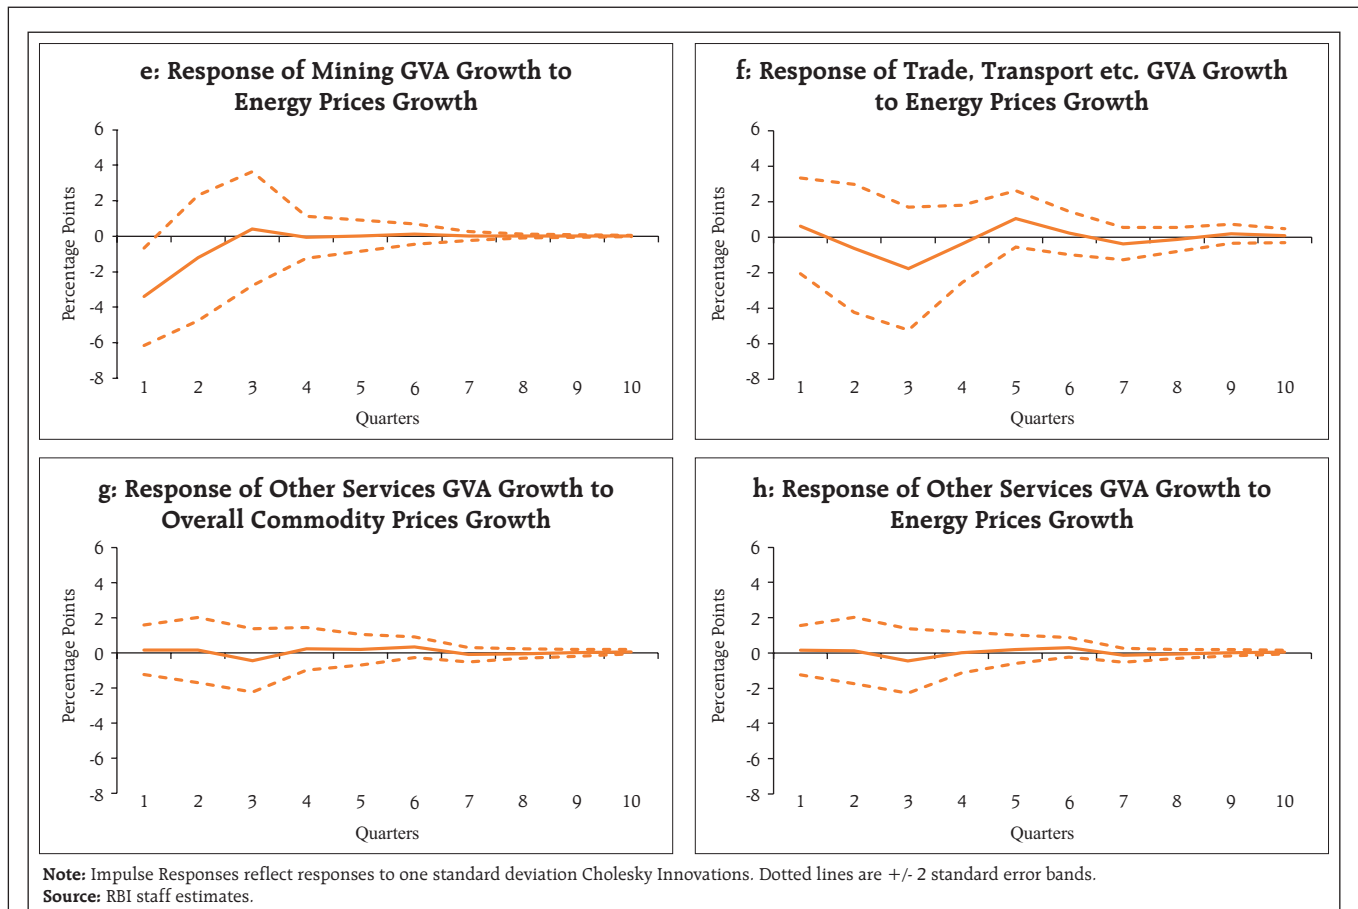 e: Response of Mining GVA Growth to
Energy Prices Growth
Percentage Points
6
4
2
0
-2
-4
-6
-8
1 2 3 4 5 6 7 8 9 10
Quarters
f: Response of Trade, Transport etc. GVA Growth
to Energy Prices Growth
Percentage Points
6
4
2
0
-2
-4
-6
-8
1 2 3 4 5 6 7 8 9 10
Quarters
g: Response of Other Services GVA Growth to
Overall Commodity Prices Growth
Percentage Points
6
4
2
0
-2
-4
-6
-8
1 2 3 4 5 6 7 8 9 10
Quarters
h: Response of Other Services GVA Growth to
Energy Prices Growth
Percentage Points
6
4
2
0
-2
-4
-6
-8
1 2 3 4 5 6 7 8 9 10
Quarters
Note: Impulse Responses reflect responses to one standard deviation Cholesky Innovations. Dotted lines are +/- 2 standard error bands.
Source: RBI staff estimates.